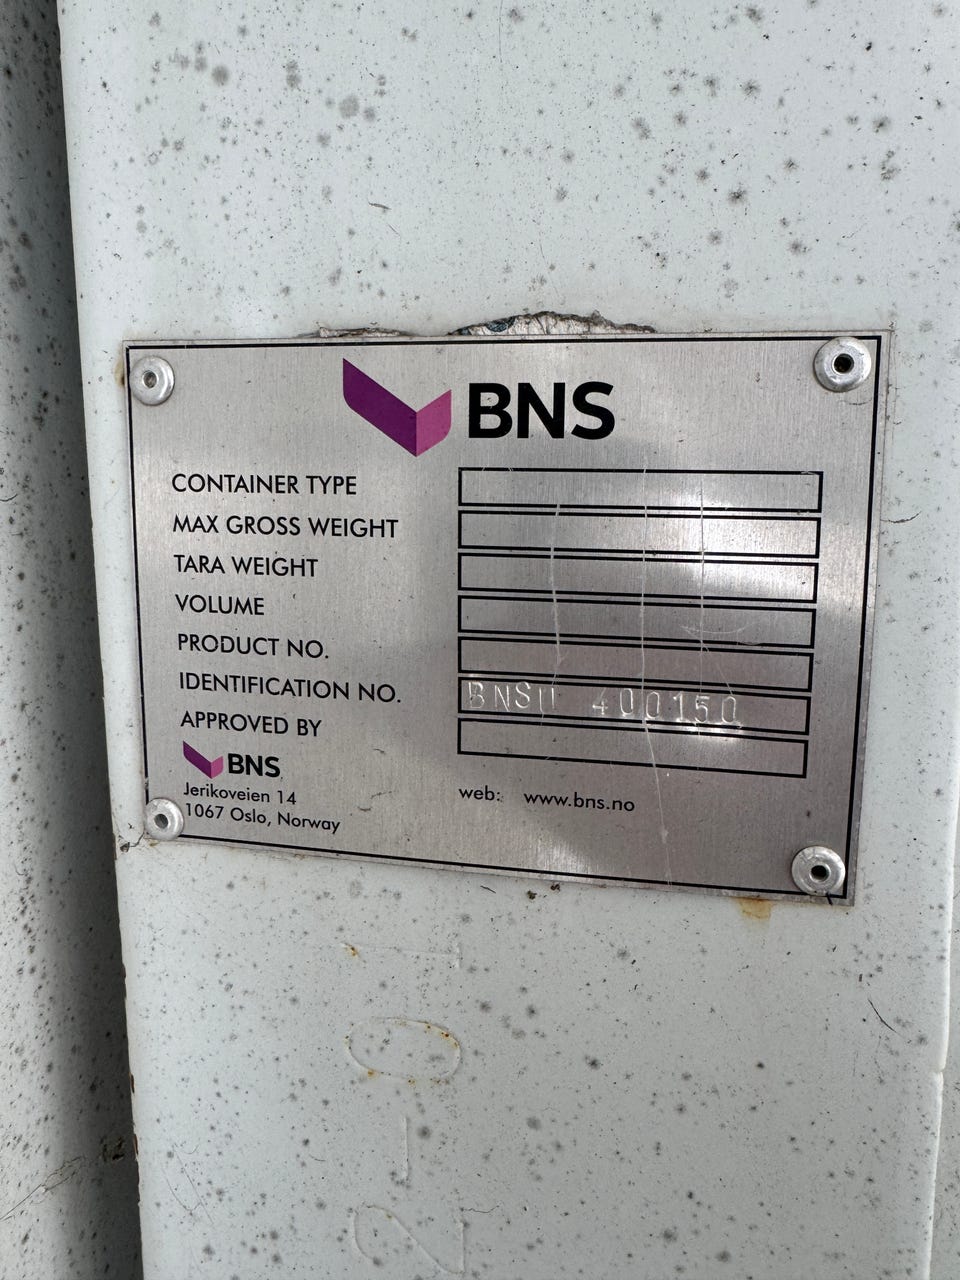 BNS
CONTAINER TYPE
MAX GROSS WEIGHT
TARA WEIGHT
VOLUME
PRODUCT NO.
IDENTIFICATION NO. BNSU 400150
APPROVED BY
BNS
Jerikoveien 14
1067 Oslo, Norway
web: www.bns.no